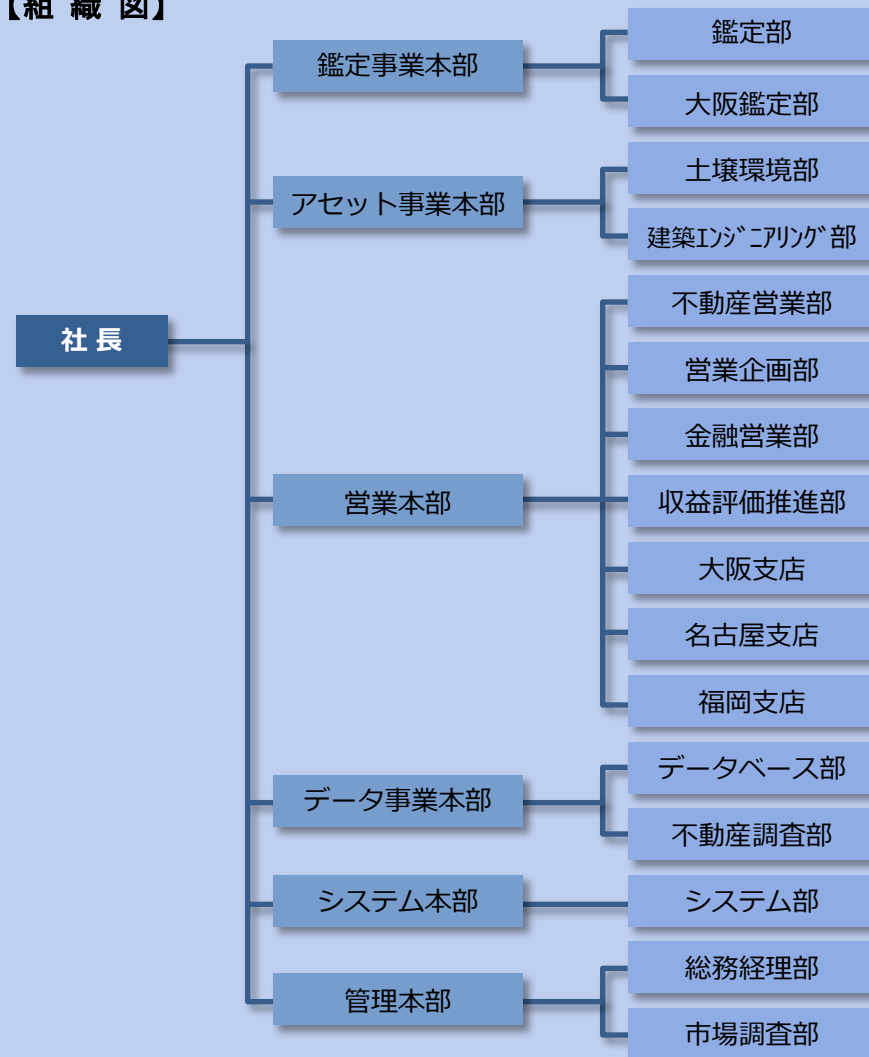 【組 織 図】
社 長
鑑定事業本部
鑑定部
大阪鑑定部
アセット事業本部
土壌環境部
建築ｴﾝｼﾞﾆｱﾘﾝｸﾞ部
営業本部
不動産営業部
営業企画部
金融営業部
収益評価推進部
大阪支店
名古屋支店
福岡支店
データ事業本部
データベース部
不動産調査部
システム本部
システム部
管理本部
総務経理部
市場調査部